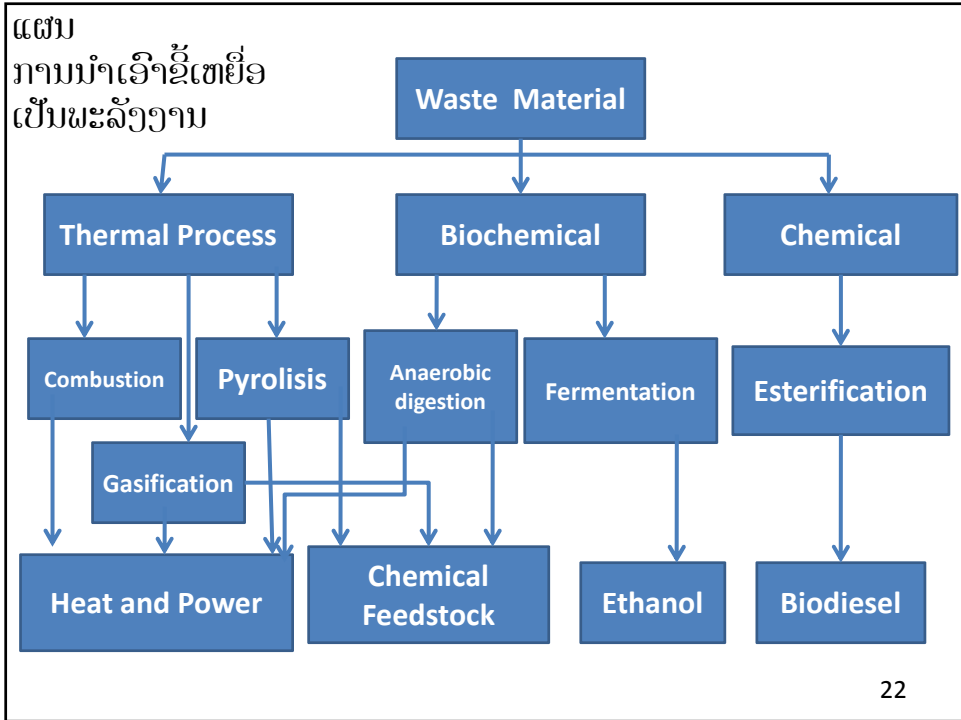 ແຜນ
ການນໍາເອົາຂີ້ເຫຍື່ອ
ເປັນພະລັງງານ
Waste Material
Thermal Process
Biochemical
Chemical
Combustion
Pyrolisis
Anaerobic
digestion
Fermentation
Esterification
Gasification
Heat and Power
Chemical
Feedstock
Ethanol
Biodiesel
22